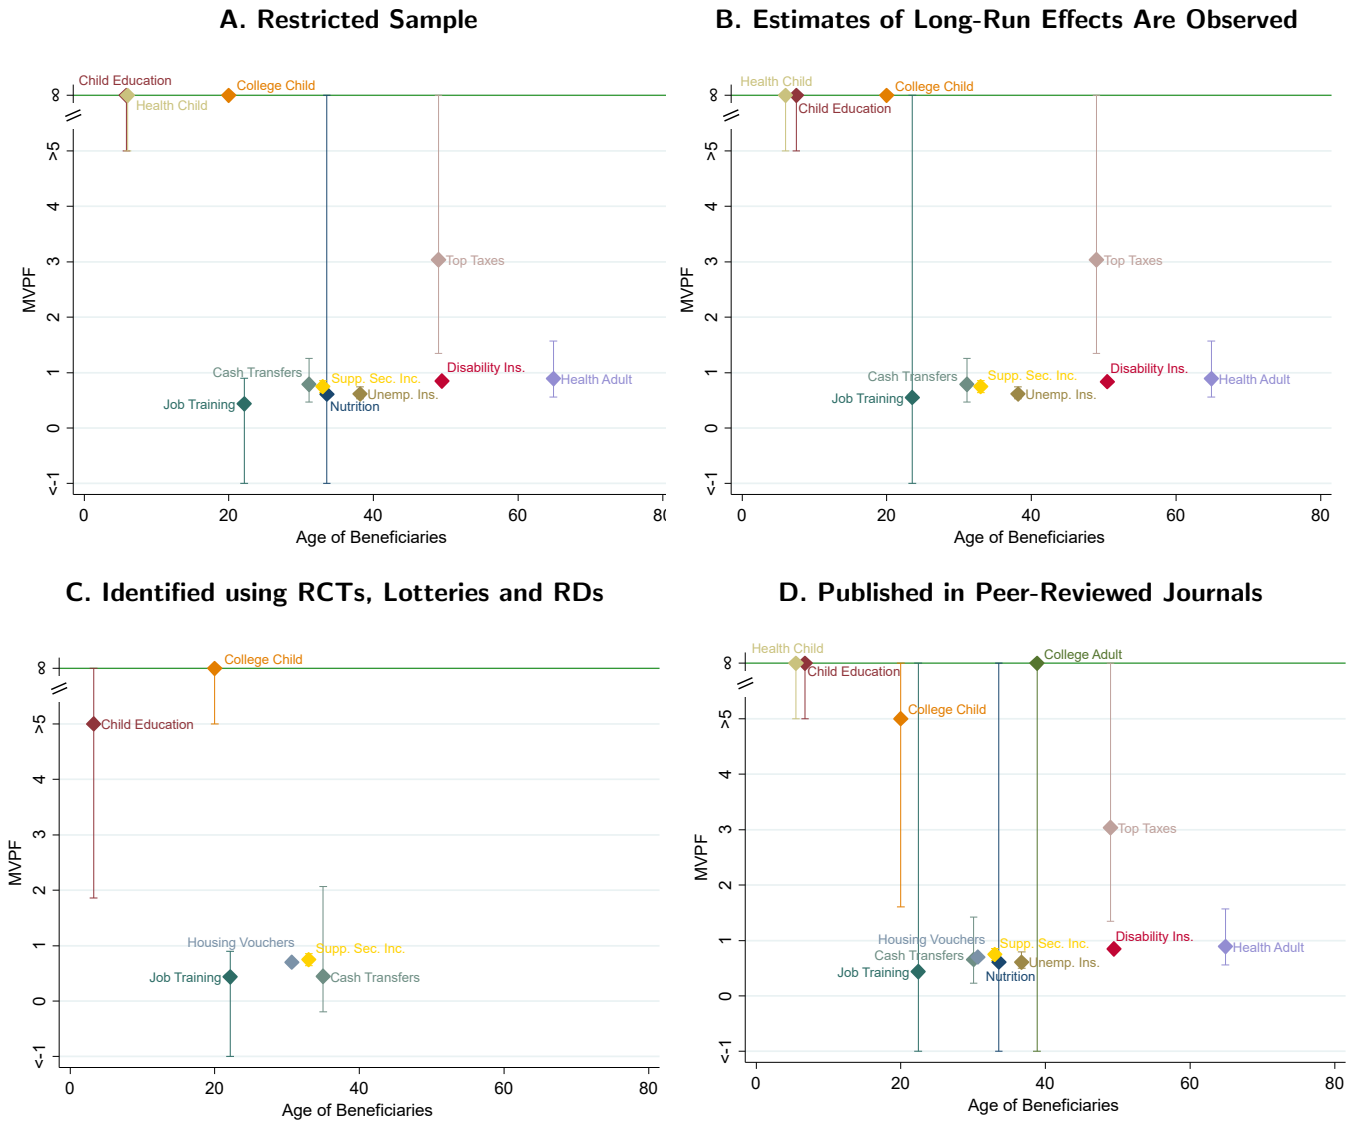 A. Restricted Sample
Child Education
Health Child
College Child
Top Taxes
Cash Transfers
Supp. Sec. Inc.
Disability Ins.
Health Adult
Job Training
Nutrition
Unemp. Ins.
MVPF
∞
>5
4
3
2
1
0
<-1
0 20 40 60 80
Age of Beneficiaries
B. Estimates of Long-Run Effects Are Observed
Health Child
College Child
Child Education
Top Taxes
Cash Transfers
Supp. Sec. Inc.
Disability Ins.
Health Adult
Job Training
Unemp. Ins.
MVPF
∞
>5
4
3
2
1
0
<-1
0 20 40 60 80
Age of Beneficiaries
C. Identified using RCTs, Lotteries and RDs
College Child
Child Education
Housing Vouchers
Supp. Sec. Inc.
Job Training
Cash Transfers
MVPF
∞
>5
4
3
2
1
0
<-1
0 20 40 60 80
Age of Beneficiaries
D. Published in Peer-Reviewed Journals
Health Child
College Adult
Child Education
College Child
Top Taxes
Housing Vouchers
Supp. Sec. Inc.
Disability Ins.
Cash Transfers
Health Adult
Unemp. Ins.
Job Training
Nutrition
MVPF
∞
>5
4
3
2
1
0
<-1
0 20 40 60 80
Age of Beneficiaries